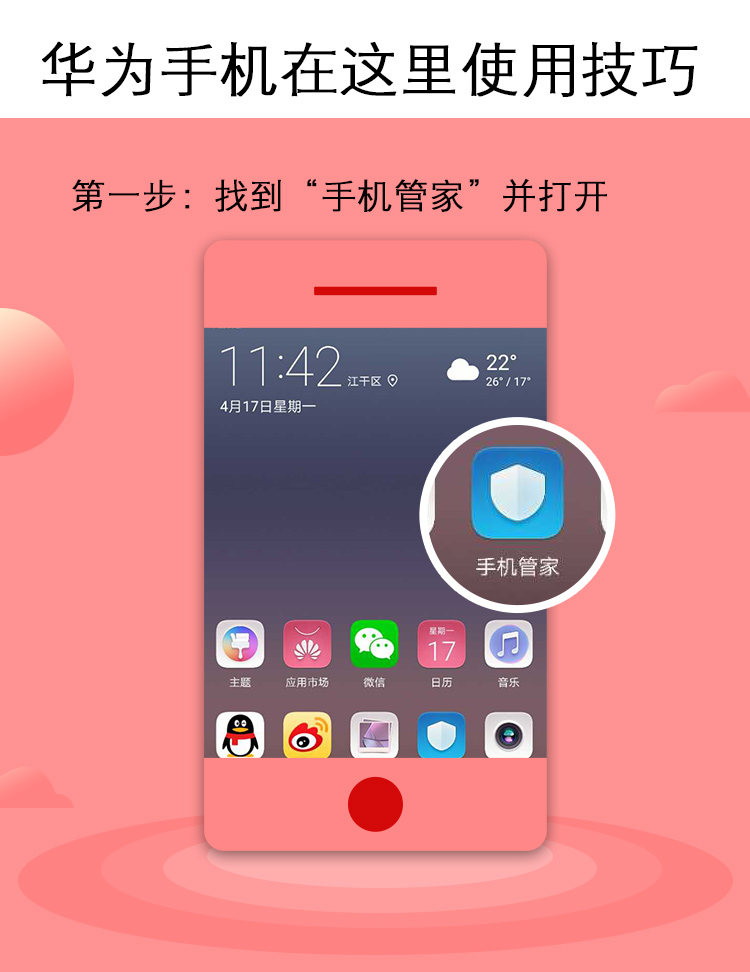 华为手机在这里使用技巧
第一步：找到“手机管家”并打开
11:42 江干区
22°
26° / 17°
4月17日星期一
手机管家
星期一
17
主题 应用市场 微信 日历 音乐